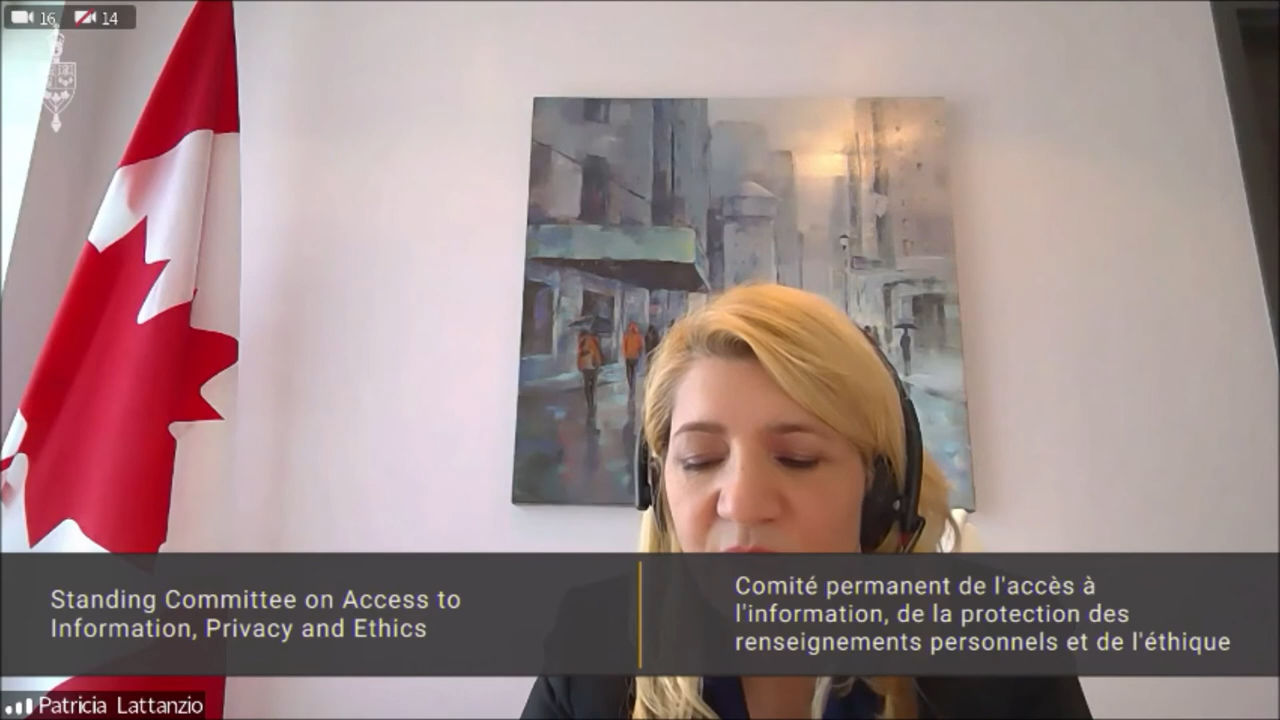 16 14
Standing Committee on Access to
Information, Privacy and Ethics
Comité permanent de l'accès à
l'information, de la protection des
renseignements personnels et de l'éthique
Patricia Lattanzio